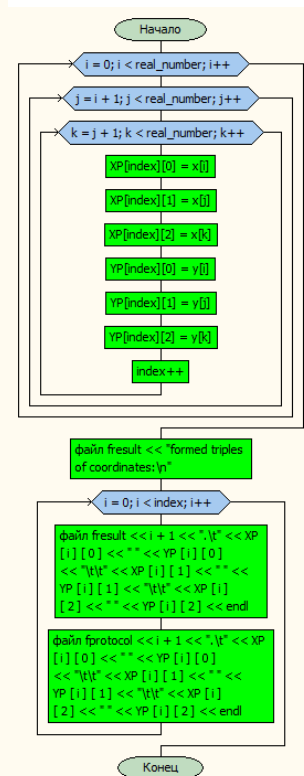 Начало
i = 0; i < real_number; i++
j = i + 1; j < real_number; j++
k = j + 1; k < real_number; k++
XP[index][0] = x[i]
XP[index][1] = x[j]
XP[index][2] = x[k]
YP[index][0] = y[i]
YP[index][1] = y[j]
YP[index][2] = y[k]
index++
файл fresult << "formed triples
of coordinates:\n"
i = 0; i < index; i++
файл fresult << i + 1 << ".\t" << XP
[ i ] [ 0 ] << " " << YP [ i ] [ 0 ]
<< "\t\t" << XP [ i ] [ 1 ] << " " <<
YP [ i ] [ 1 ] << "\t\t" << XP [ i ]
[ 2 ] << " " << YP [ i ] [ 2 ] << endl
файл fprotocol << i + 1 << ".\t" << XP
[ i ] [ 0 ] << " " << YP [ i ] [ 0 ]
<< "\t\t" << XP [ i ] [ 1 ] << " " <<
YP [ i ] [ 1 ] << "\t\t" << XP [ i ]
[ 2 ] << " " << YP [ i ] [ 2 ] << endl
Конец